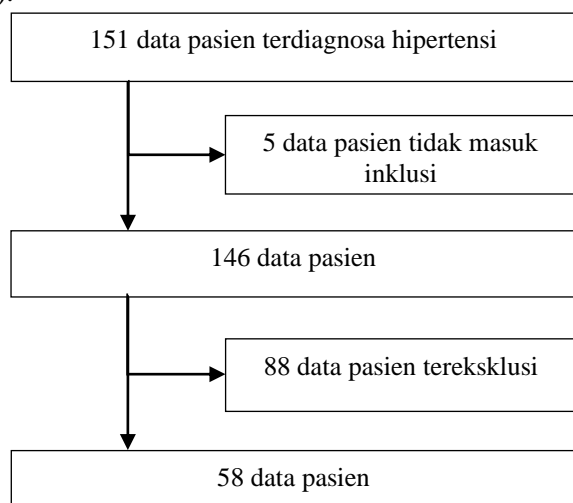 151 data pasien terdiagnosa hipertensi
5 data pasien tidak masuk
inklusi
146 data pasien
88 data pasien tereksklusi
58 data pasien